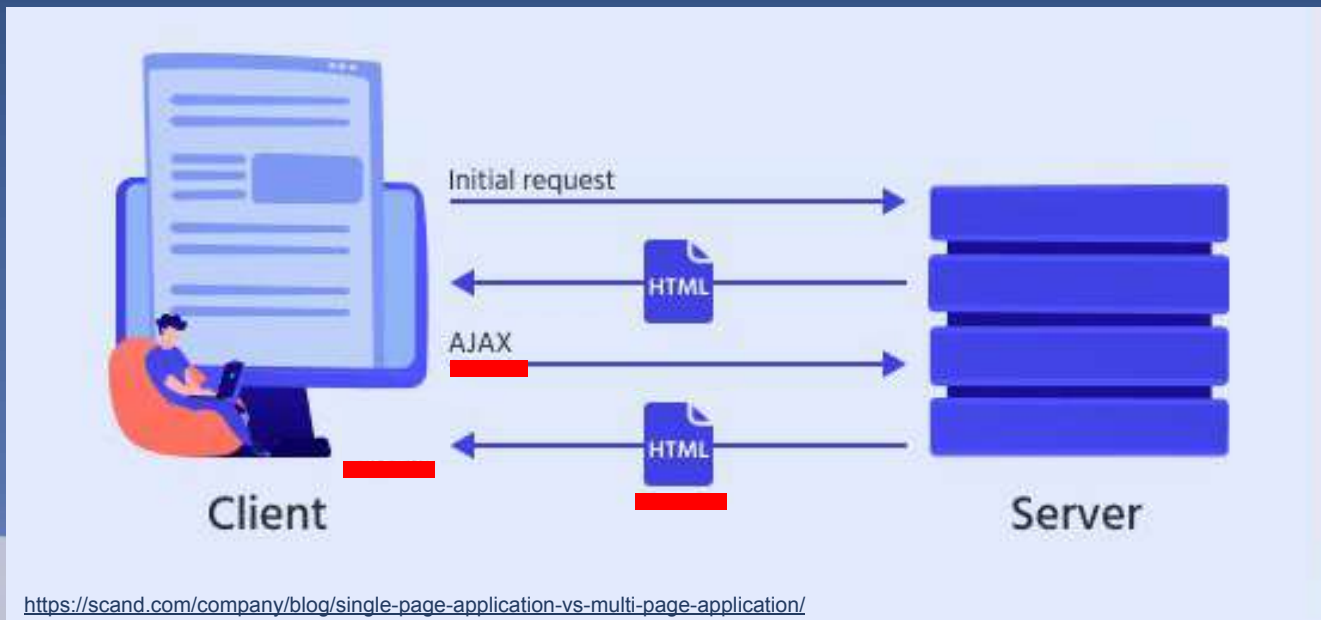 Initial request
HTML
AJAX
HTML
Client
Server
https://scand.com/company/blog/single-page-application-vs-multi-page-application/